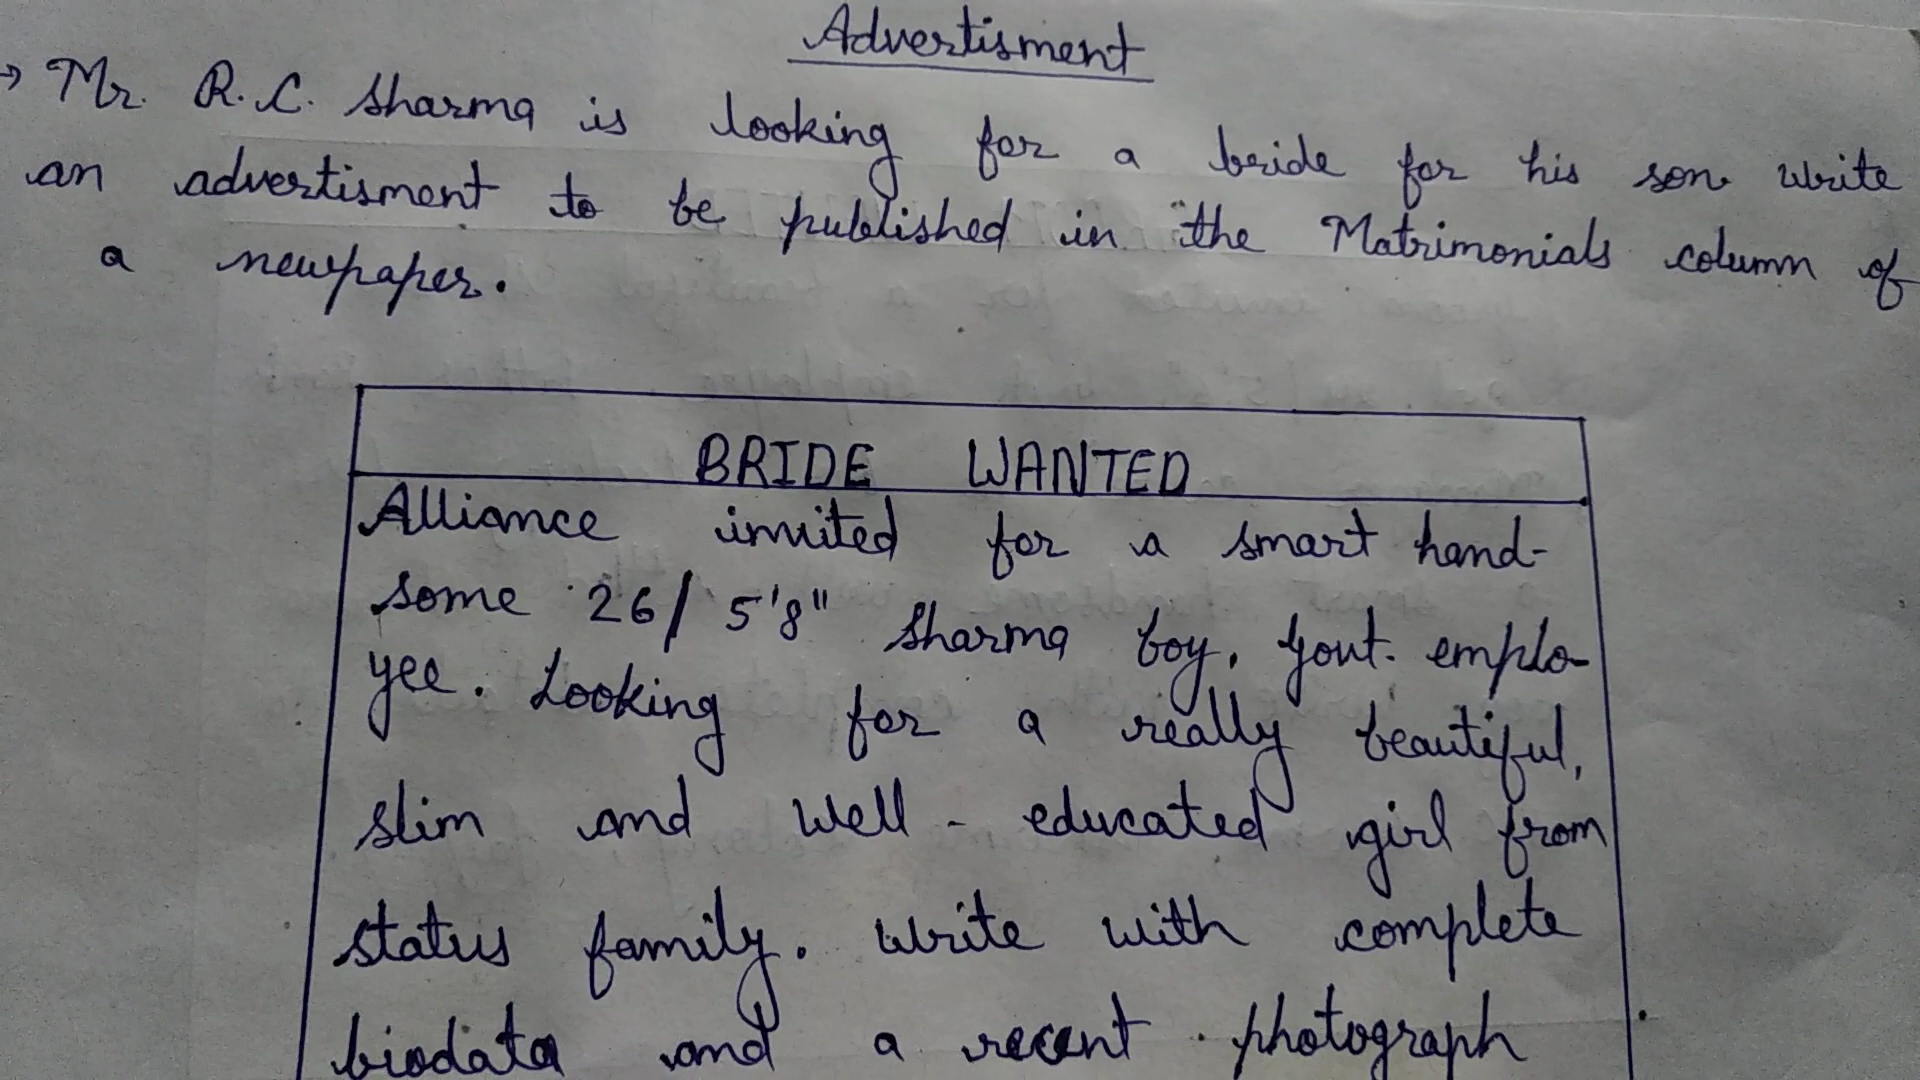 Advertisment
→ Mr. R.C. Sharma is looking for a bride for his son write
an advertisment to be published in the Matrimonials column of
a newpaper.
BRIDE WANTED
Alliance invited for a smart hand-
some 26/ 5'8" Sharma boy, Govt. emplo-
yee. Looking for a really beautiful,
slim and well-educated girl from
status family. write with complete
biodata and a recent photograph